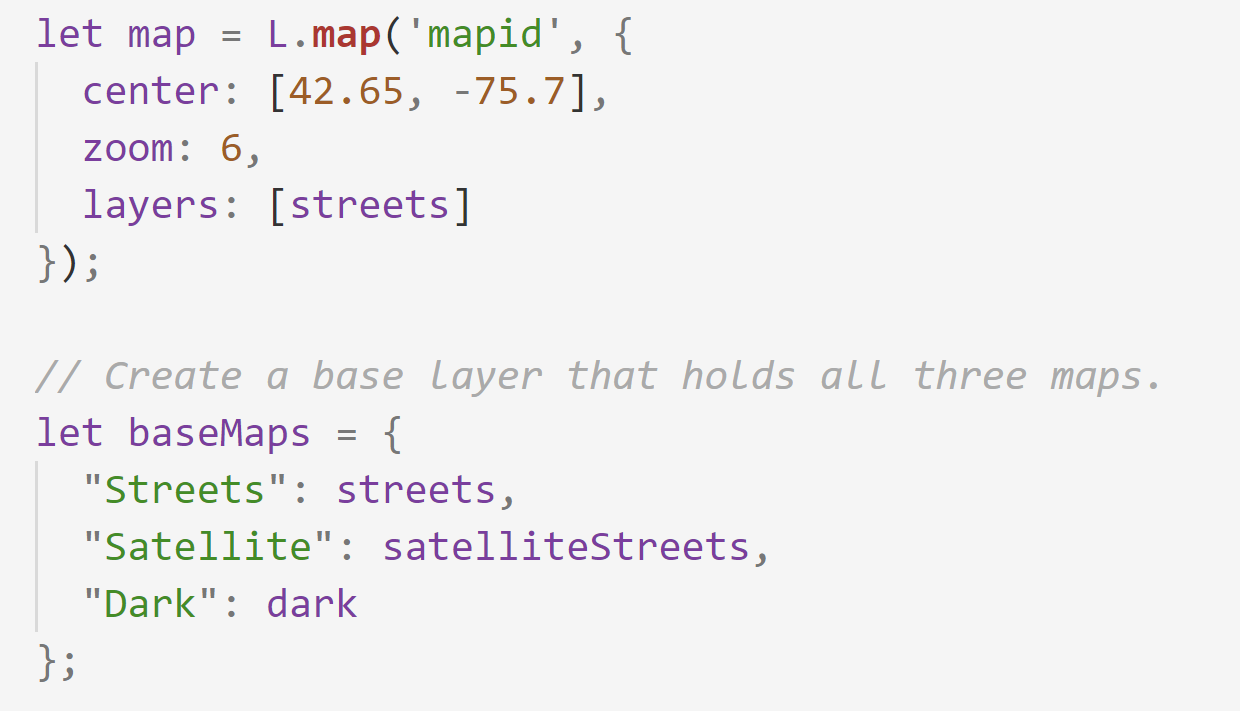 let map = L.map('mapid', {
  center: [42.65, -75.7],
  zoom: 6,
  layers: [streets]
});

// Create a base layer that holds all three maps.
let baseMaps = {
  "Streets": streets,
  "Satellite": satelliteStreets,
  "Dark": dark
};